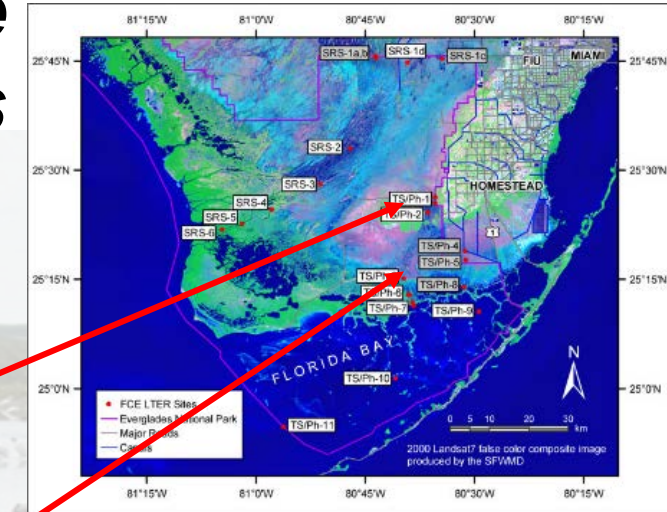 e
s
81°15'W 81°0'W 80°45'W 80°30'W 80°15'W
25°45'N
25°30'N
25°15'N
25°0'N
SRS-1a,b
SRS-1d
SRS-1c
FIU
MIAMI
SRS-2
SRS-3
SRS-4
SRS-5
SRS-6
TS/Ph-1
TS/Ph-2
HOMESTEAD
1
TS/Ph-4
TS/Ph-5
TS/Ph-8
TS/Ph-6
TS/Ph-7
TS/Ph-9
FLORIDA BAY
TS/Ph-10
TS/Ph-11
N
FCE LTER Sites
Everglades National Park
Major Roads
Canals
0 5 10 20 30
km
2000 Landsat7 false color composite image
produced by the SFWMD
25°45'N
25°30'N
25°15'N
25°0'N
81°15'W 81°0'W 80°45'W 80°30'W 80°15'W